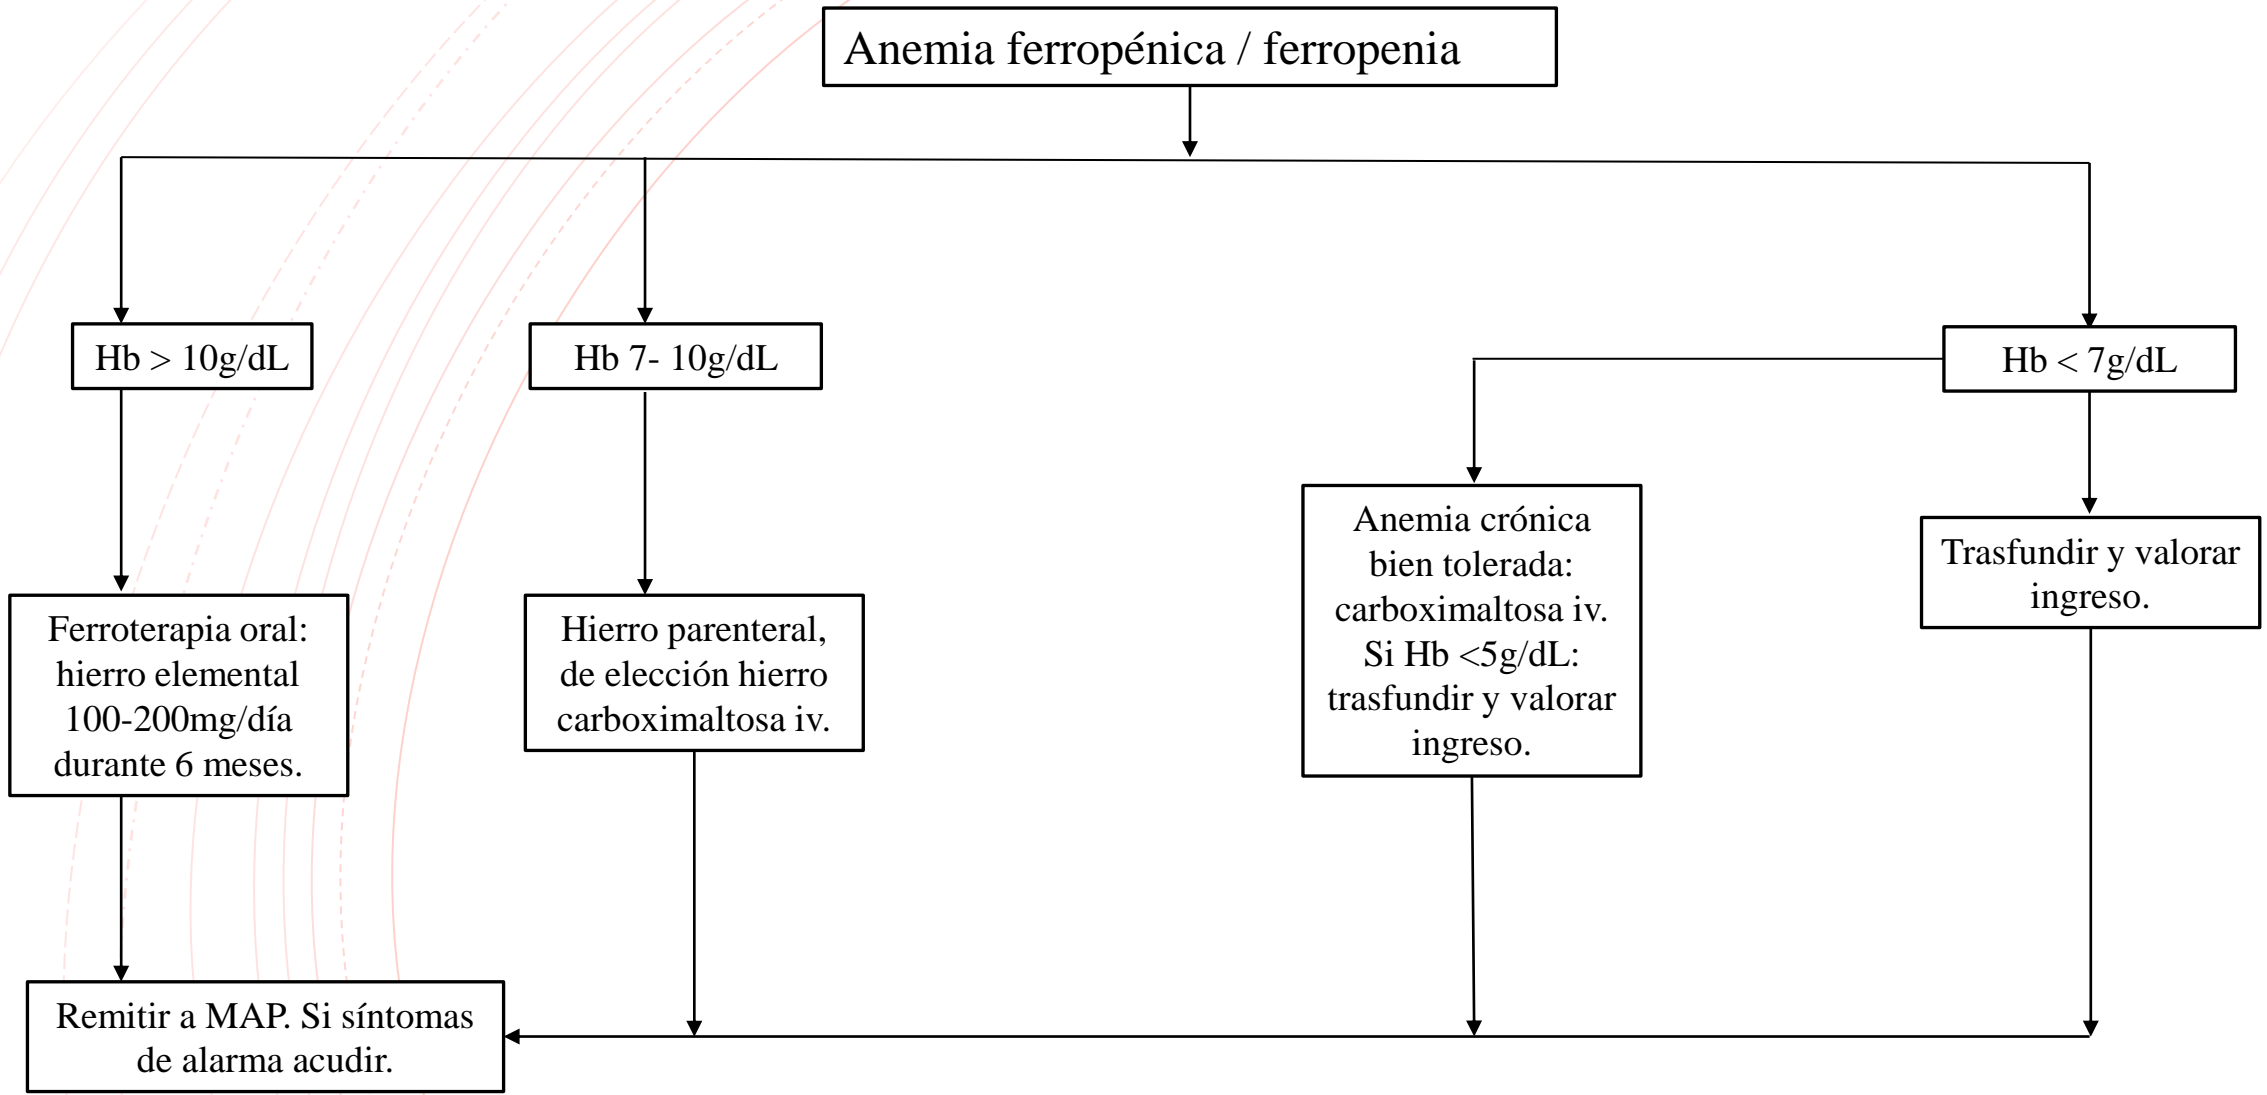 Anemia ferropénica / ferropenia
Hb > 10g/dL
Hb 7- 10g/dL
Hb < 7g/dL
Ferroterapia oral:
hierro elemental
100-200mg/día
durante 6 meses.
Hierro parenteral,
de elección hierro
carboximaltosa iv.
Anemia crónica
bien tolerada:
carboximaltosa iv.
Si Hb <5g/dL:
trasfundir y valorar
ingreso.
Trasfundir y valorar
ingreso.
Remitir a MAP. Si síntomas
de alarma acudir.